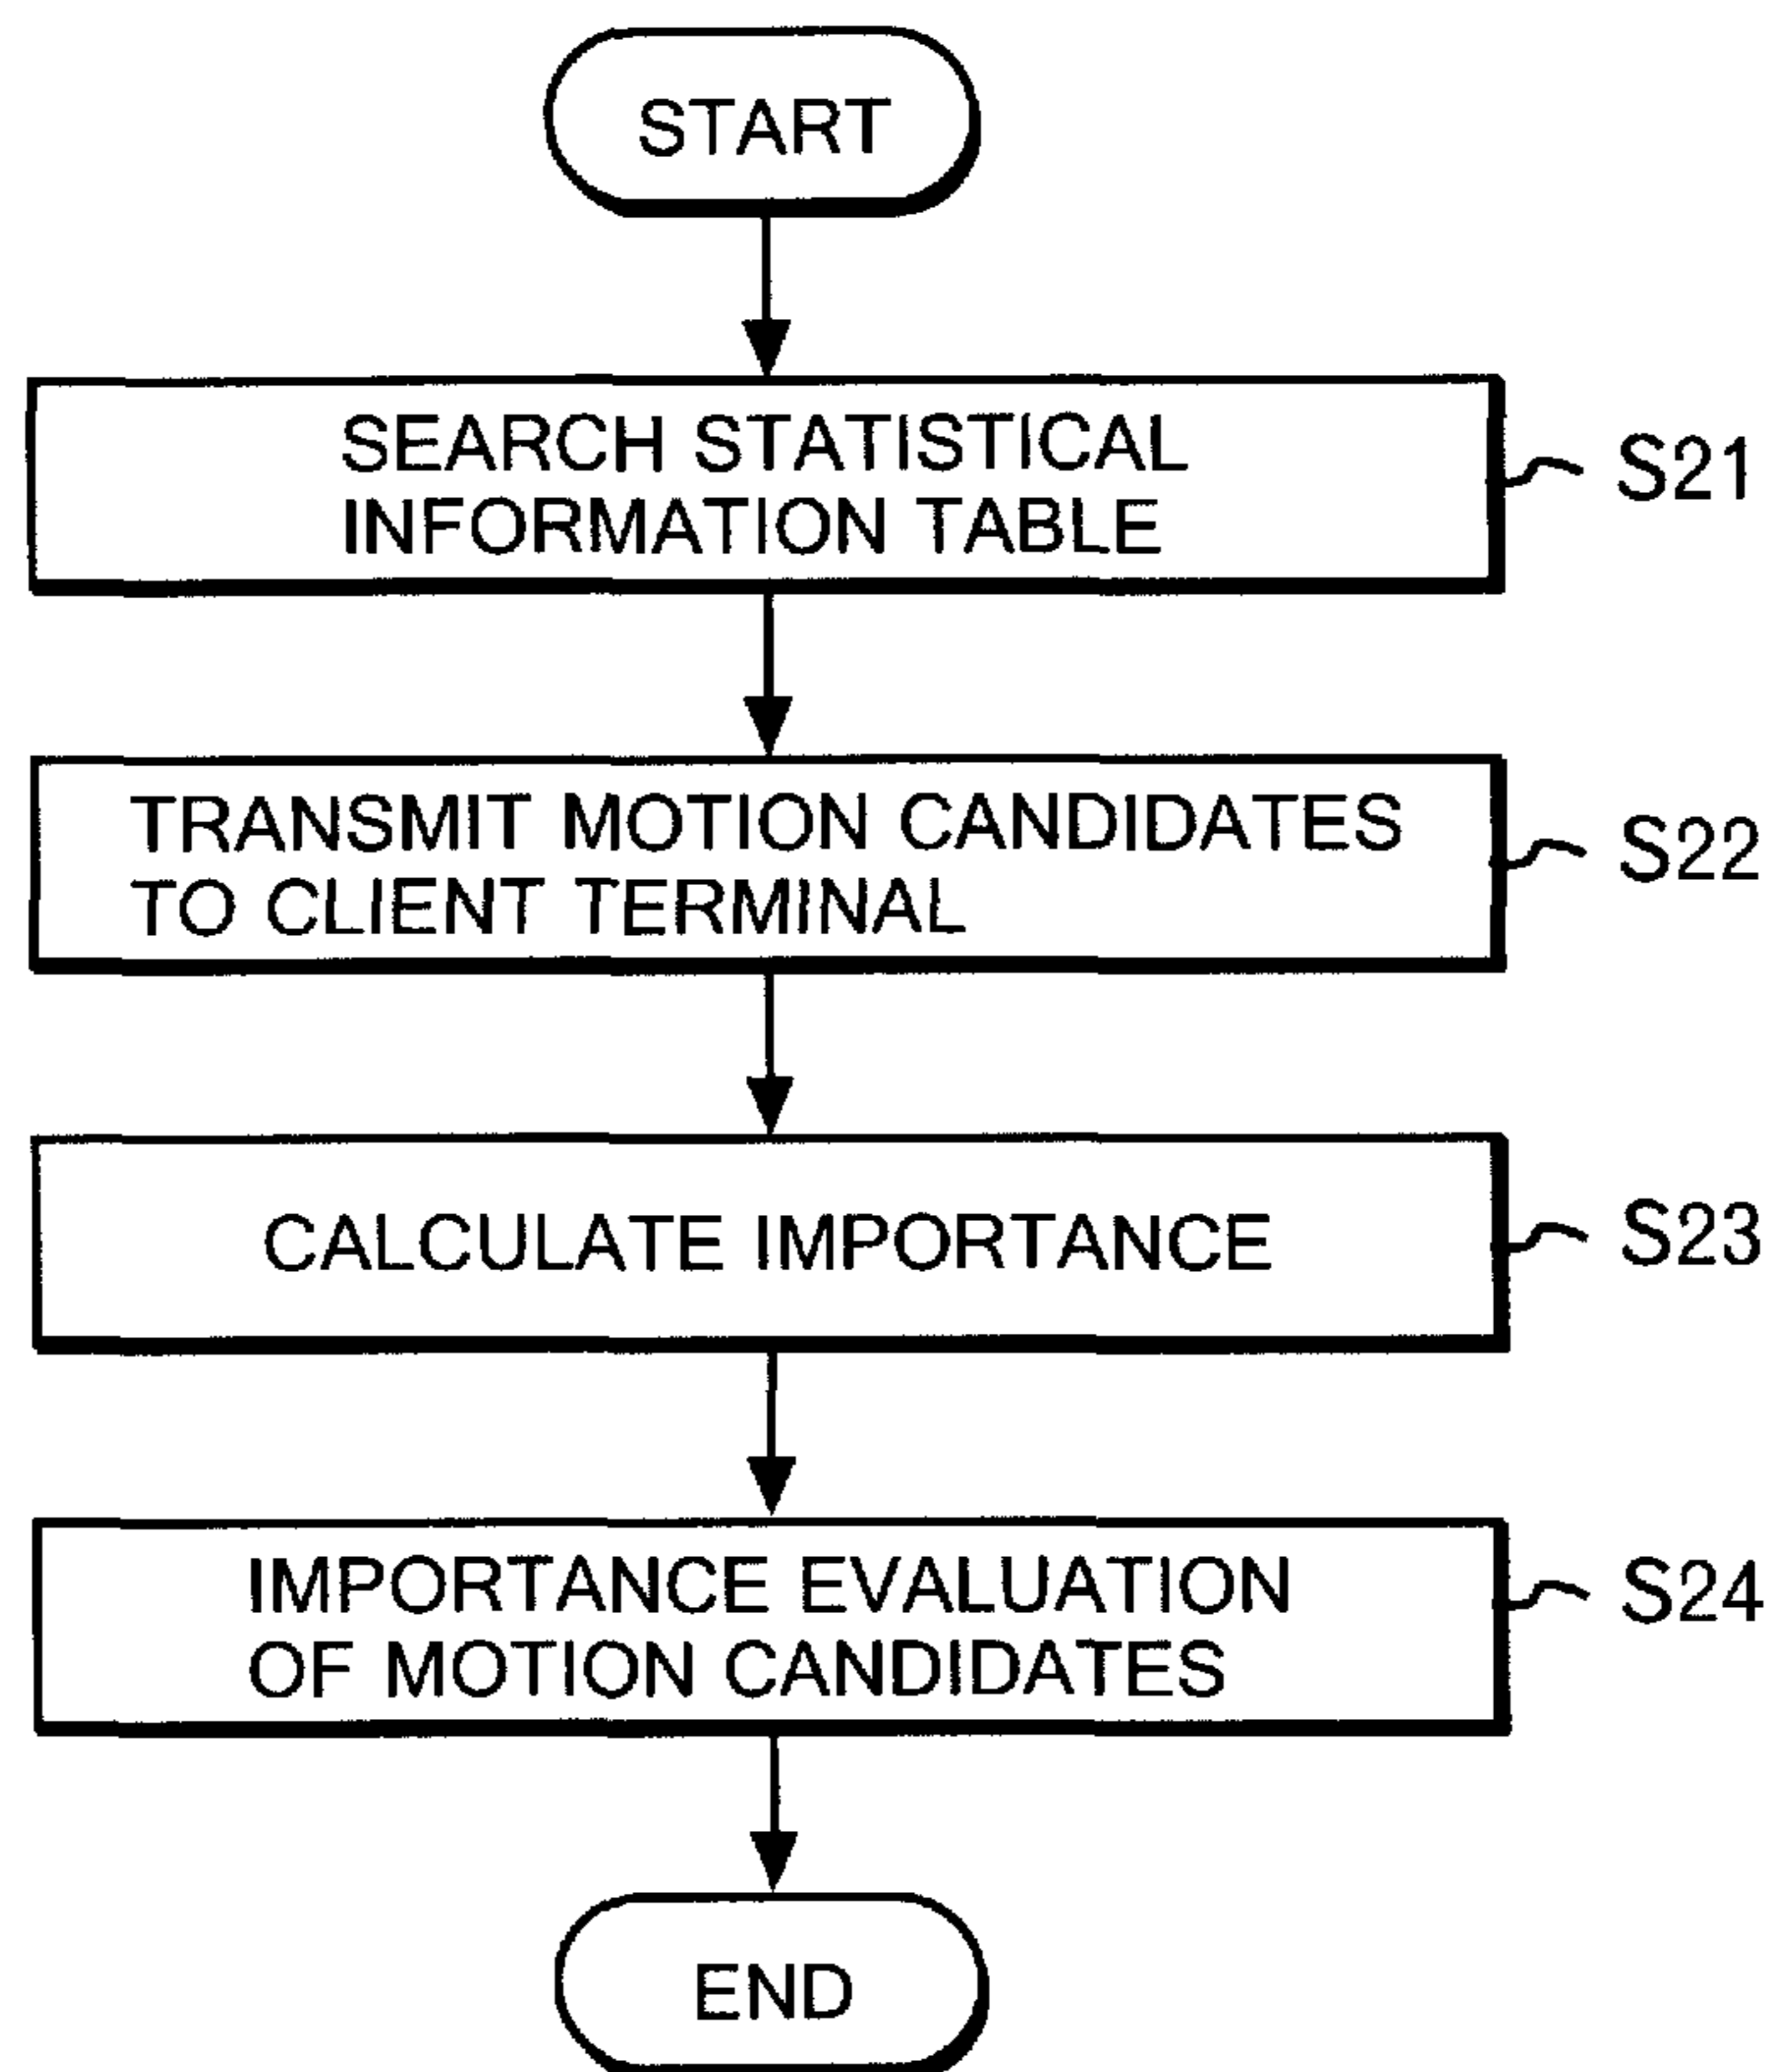 START
SEARCH STATISTICAL
INFORMATION TABLE
S21
TRANSMIT MOTION CANDIDATES
TO CLIENT TERMINAL
S22
CALCULATE IMPORTANCE
S23
IMPORTANCE EVALUATION
OF MOTION CANDIDATES
S24
END